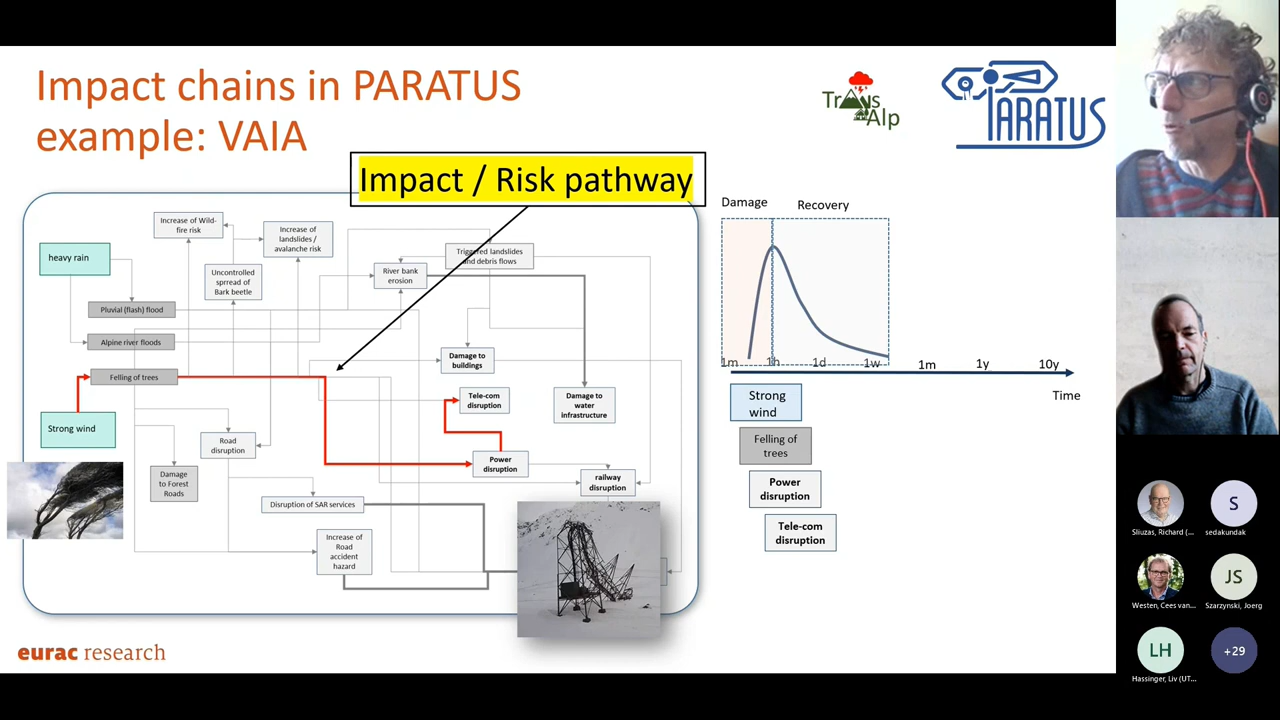 Impact chains in PARATUS
example: VAIA
Trans
Alp
PARATUS
Impact / Risk pathway
heavy rain
Increase of Wild-
fire risk
Increase of
landslides /
avalanche risk
Uncontrolled
sprread of
Bark beetle
River bank
erosion
Triggered landslides
and debris flows
Pluvial (flash) flood
Alpine river floods
Felling of trees
Strong wind
Damage to
buildings
Tele-com
disruption
Damage to
water
infrastructure
Road
disruption
Power
disruption
Damage
to Forest
Roads
railway
disruption
Disruption of SAR services
Increase of
Road
accident
hazard
Damage
Recovery
1m
1h
1d
1w
1m
1y
10y
Time
Strong
wind
Felling of
trees
Power
disruption
Tele-com
disruption
eurac research
S
Sliuzas, Richard (...
sedakundak
JS
Westen, Cees van...
Szarzynski, Joerg
LH
+29
Hassinger, Liv (UT...